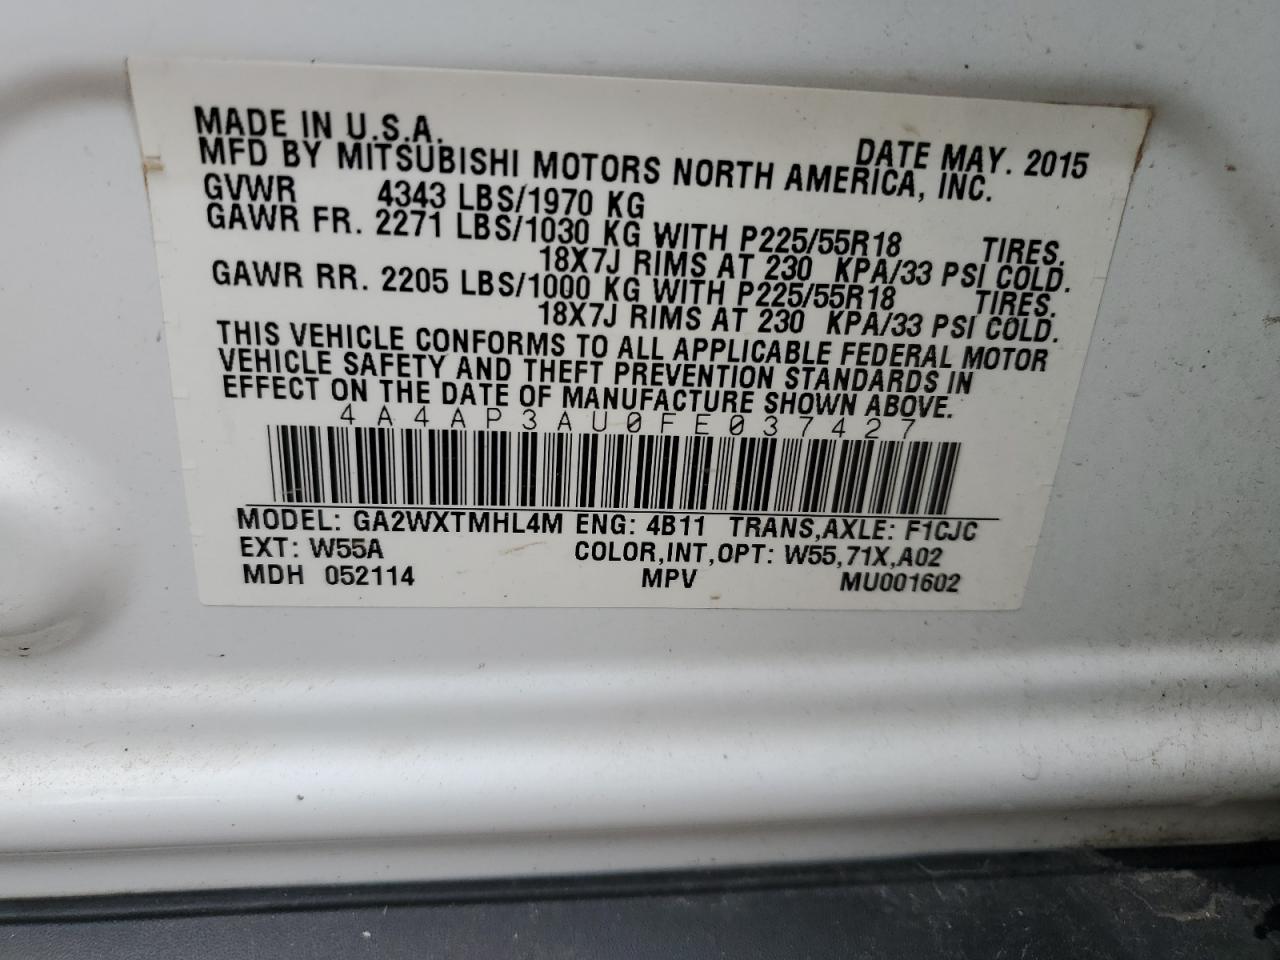 MADE IN U.S.A. DATE MAY. 2015
MFD BY MITSUBISHI MOTORS NORTH AMERICA, INC.
GVWR 4343 LBS/1970 KG
GAWR FR. 2271 LBS/1030 KG WITH P225/55R18 TIRES.
18X7J RIMS AT 230 KPA/33 PSI COLD.
GAWR RR. 2205 LBS/1000 KG WITH P225/55R18 TIRES.
18X7J RIMS AT 230 KPA/33 PSI COLD.
THIS VEHICLE CONFORMS TO ALL APPLICABLE FEDERAL MOTOR
VEHICLE SAFETY AND THEFT PREVENTION STANDARDS IN
EFFECT ON THE DATE OF MANUFACTURE SHOWN ABOVE.
4A4AP3AU0FE037427
MODEL: GA2WXTMHL4M ENG: 4B11 TRANS,AXLE: F1CJC
EXT: W55A COLOR,INT,OPT: W55,71X,A02
MDH 052114 MPV MU001602